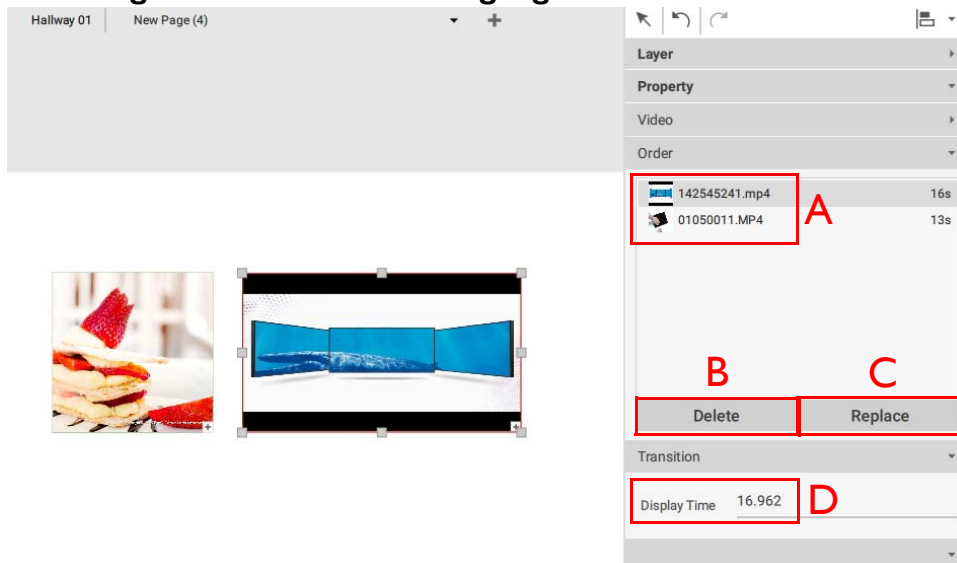 Hallway 01 New Page (4)
Layer
Property
Video
Order
142545241.mp4 16s
01050011.MP4 13s
A
B C
Delete Replace
Transition
Display Time 16.962 D